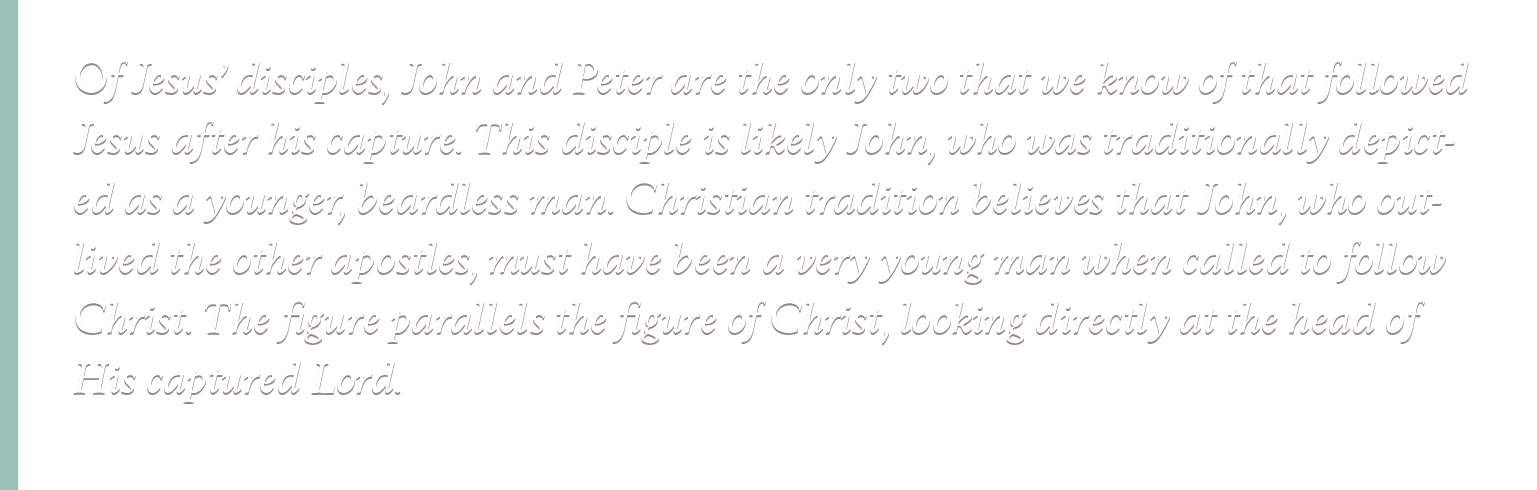 Of Jesus’ disciples, John and Peter are the only two that we know of that followed
Jesus after his capture. This disciple is likely John, who was traditionally depict-
ed as a younger, beardless man. Christian tradition believes that John, who out-
lived the other apostles, must have been a very young man when called to follow
Christ. The figure parallels the figure of Christ, looking directly at the head of
His captured Lord.